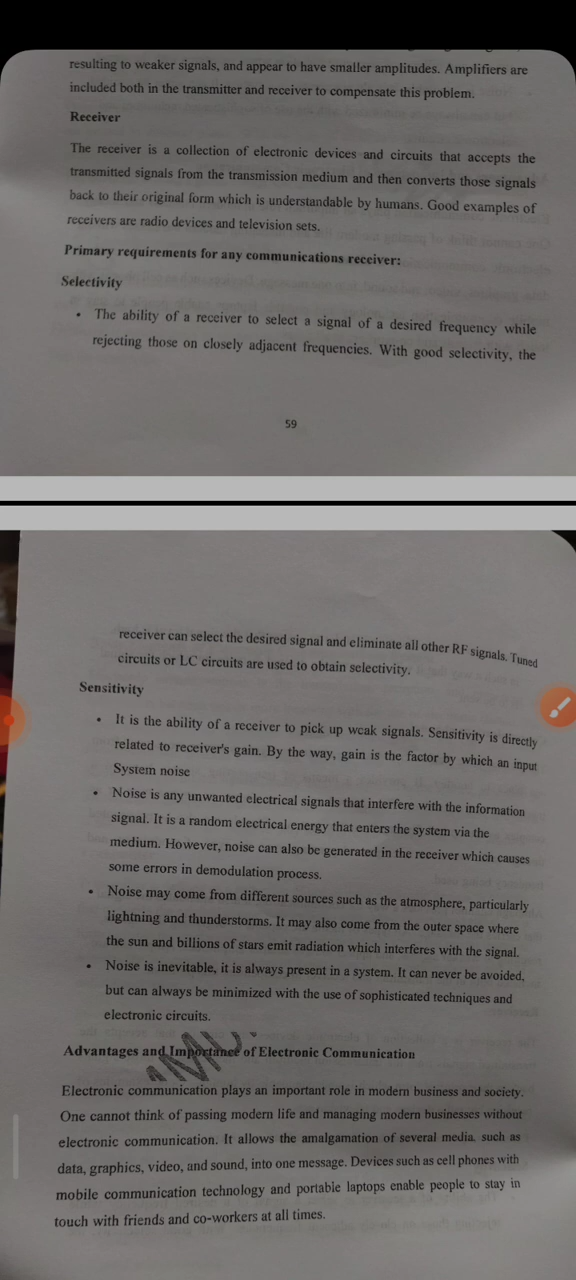 resulting to weaker signals, and appear to have smaller amplitudes. Amplifiers are
included both in the transmitter and receiver to compensate this problem.
Receiver
The receiver is a collection of electronic devices and circuits that accepts the
transmitted signals from the transmission medium and then converts those signals
back to their original form which is understandable by humans. Good examples of
receivers are radio devices and television sets.
Primary requirements for any communications receiver:
Selectivity
• The ability of a receiver to select a signal of a desired frequency while
rejecting those on closely adjacent frequencies. With good selectivity, the
59
receiver can select the desired signal and eliminate all other RF signals. Tuned
circuits or LC circuits are used to obtain selectivity.
Sensitivity
• It is the ability of a receiver to pick up weak signals. Sensitivity is directly
related to receiver's gain. By the way, gain is the factor by which an input
System noise
• Noise is any unwanted electrical signals that interfere with the information
signal. It is a random electrical energy that enters the system via the
medium. However, noise can also be generated in the receiver which causes
some errors in demodulation process.
• Noise may come from different sources such as the atmosphere, particularly
lightning and thunderstorms. It may also come from the outer space where
the sun and billions of stars emit radiation which interferes with the signal.
• Noise is inevitable, it is always present in a system. It can never be avoided,
but can always be minimized with the use of sophisticated techniques and
electronic circuits.
Advantages and Importance of Electronic Communication
Electronic communication plays an important role in modern business and society.
One cannot think of passing modern life and managing modern businesses without
electronic communication. It allows the amalgamation of several media, such as
data, graphics, video, and sound, into one message. Devices such as cell phones with
mobile communication technology and portable laptops enable people to stay in
touch with friends and co-workers at all times.